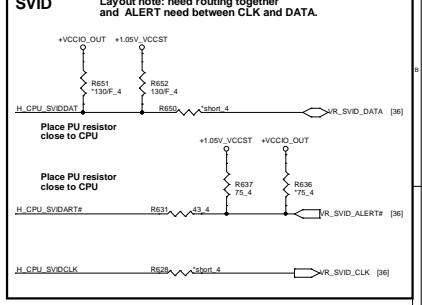 SVID
Layout note: need routing together
and ALERT need between CLK and DATA.
+VCCIO_OUT +1.05V_VCCST
R651
*130/F_4
R652
130/F_4
H_CPU_SVIDDAT R650 *short_4 VR_SVID_DATA [36]
Place PU resistor
close to CPU
+1.05V_VCCST +VCCIO_OUT
Place PU resistor
close to CPU
R637
75_4
R636
*75_4
H_CPU_SVIDART# R631 43_4 VR_SVID_ALERT# [36]
H_CPU_SVIDCLK R628 *short_4 VR_SVID_CLK [36]
B